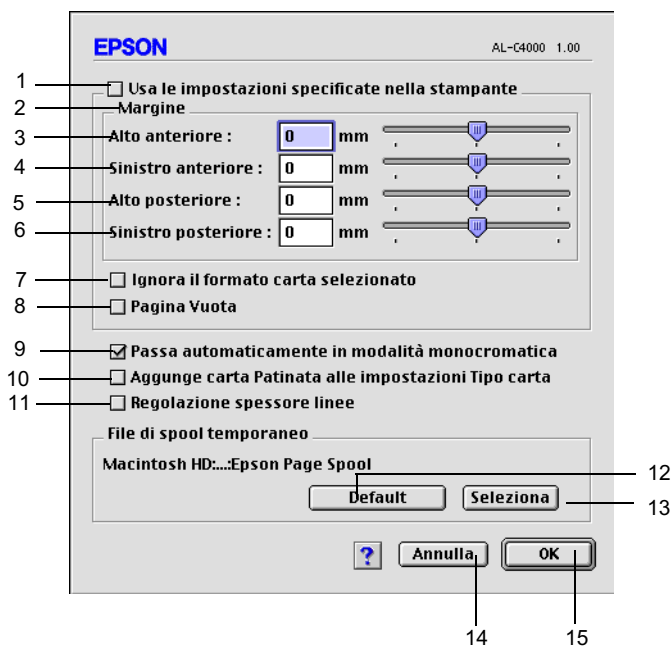 EPSON AL-C4000 1.00
1 Usa le impostazioni specificate nella stampante
2 Margine
3 Alto anteriore : 0 mm
4 Sinistro anteriore : 0 mm
5 Alto posteriore : 0 mm
6 Sinistro posteriore : 0 mm
7 Ignora il formato carta selezionato
8 Pagina Vuota
9 Passa automaticamente in modalità monocromatica
10 Aggunge carta Patinata alle impostazioni Tipo carta
11 Regolazione spessore linee
File di spool temporaneo
Macintosh HD:...:Epson Page Spool
12
Default Seleziona 13
? Annulla OK
14 15